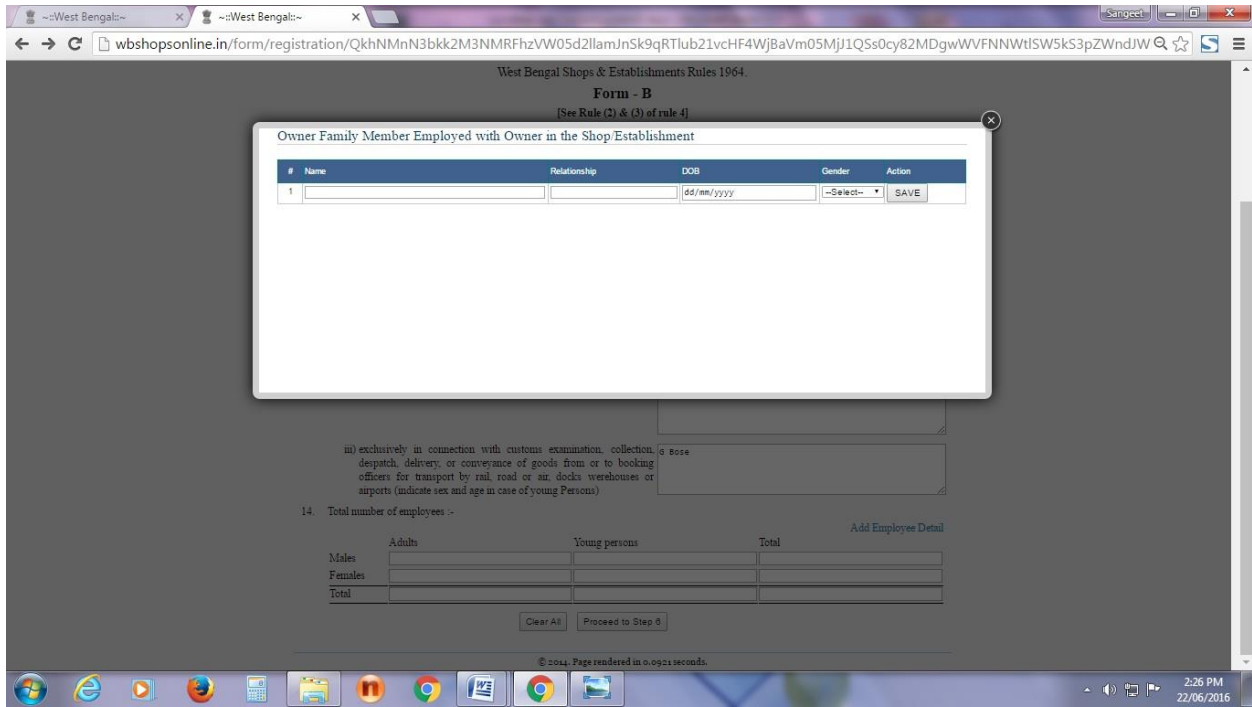 ~::West Bengal::~
~::West Bengal::~
Sangeet
wbshopsonline.in/form/registration/QkhNMnN3bkk2M3NMRFhzVW05d2llamJnSk9qRTlub21vcHF4WjBaVm05MjJ1QSs0cy82MDgwWVFNNWtlSW5kS3pZWndJW
West Bengal Shops & Establishments Rules 1964.
Form - B
[See Rule (2) & (3) of rule 4]
Owner Family Member Employed with Owner in the Shop/Establishment
# Name Relationship DOB Gender Action
1 dd/mm/yyyy --Select-- SAVE
iii) exclusively in connection with customs examination, collection,
despatch, delivery, or conveyance of goods from or to booking
officers for transport by rail, road or air, docks werehouses or
airports (indicate sex and age in case of young Persons)
G Bose
14. Total number of employees :-
Add Employee Detail
Adults Young persons Total
Males
Females
Total
Clear All Proceed to Step 6
© 2014. Page rendered in 0.0921 seconds.
2:26 PM
22/06/2016